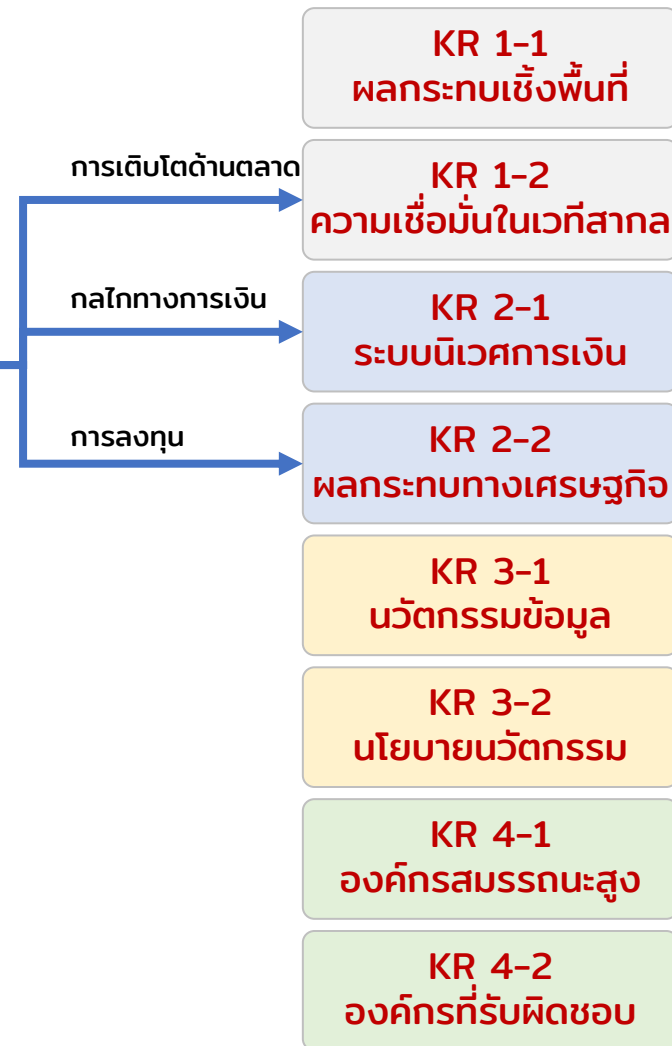 KR 1-1
ผลกระทบเชิ้งพื้นที่
การเติบโตด้านตลาด
KR 1-2
ความเชื่อมั่นในเวทีสากล
กลไกทางการเงิน
KR 2-1
ระบบนิเวศการเงิน
การลงทุน
KR 2-2
ผลกระทบทางเศรษฐกิจ
KR 3-1
นวัตกรรมข้อมูล
KR 3-2
นโยบายนวัตกรรม
KR 4-1
องค์กรสมรรถนะสูง
KR 4-2
องค์กรที่รับผิดชอบ